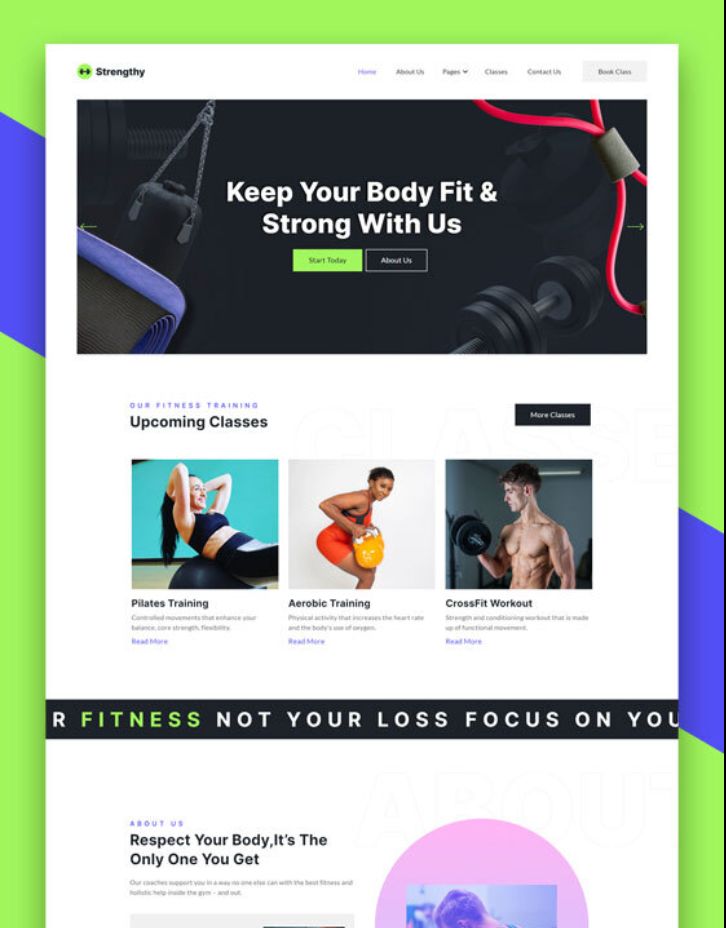 Strengthy
Home About Us Pages Classes Contact Us Book Class
Keep Your Body Fit &
Strong With Us
Start Today About Us
OUR FITNESS TRAINING
Upcoming Classes
More Classes
CLASSE
Pilates Training
Controlled movements that enhance your
balance, core strength, flexibility.
Read More
Aerobic Training
Physical activity that increases the heart rate
and the body's use of oxygen.
Read More
CrossFit Workout
Strength and conditioning workout that is made
up of functional movement.
Read More
R FITNESS NOT YOUR LOSS FOCUS ON YOU
ABOUT
ABOUT US
Respect Your Body,It's The
Only One You Get
Our coaches support you in a way no one else can with the best fitness and
holistic help inside the gym – and out.